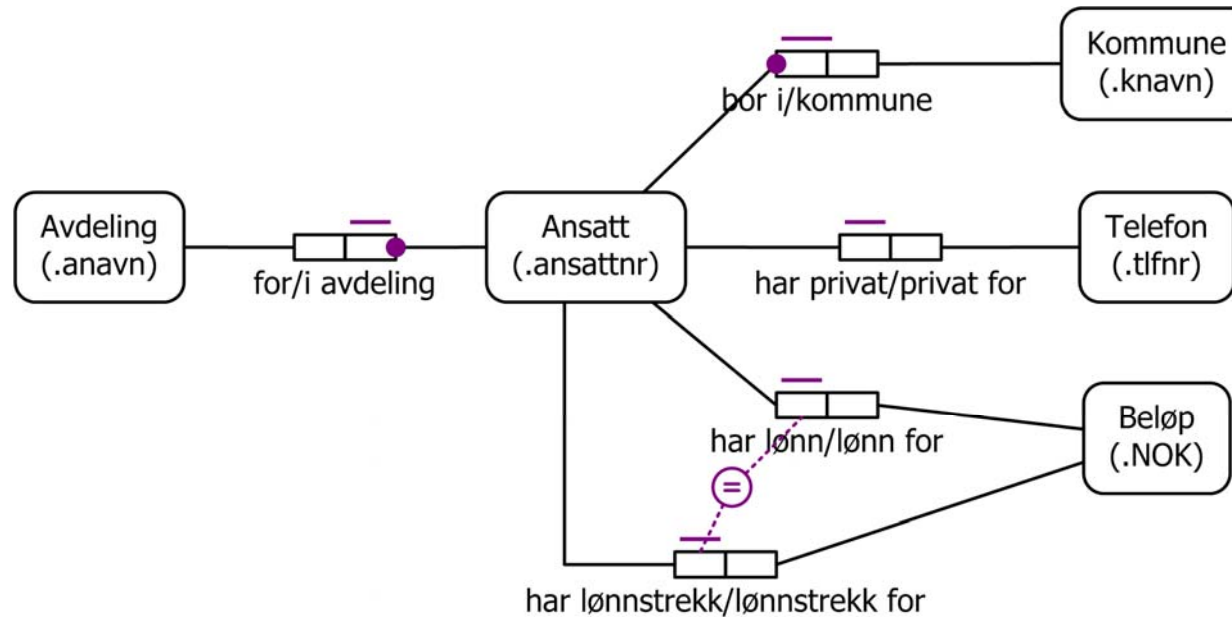 Kommune
(.knavn)
bor i/kommune
Avdeling
(.anavn)
for/i avdeling
Ansatt
(.ansattnr)
har privat/privat for
Telefon
(.tlfnr)
har lønn/lønn for
Beløp
(.NOK)
=
har lønnstrekk/lønnstrekk for